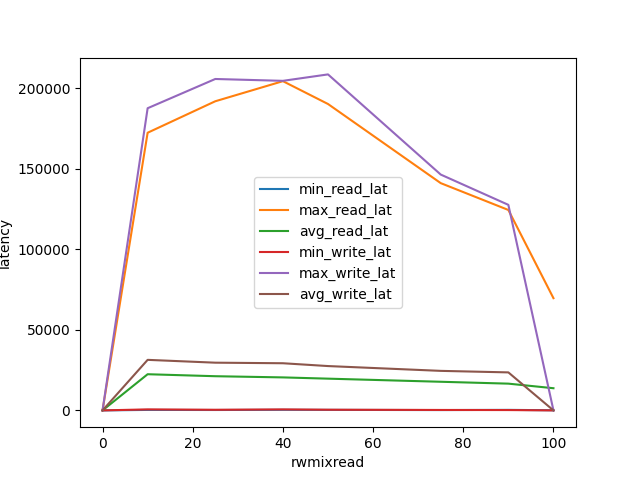 200000
150000
100000
50000
0
latency
min_read_lat
max_read_lat
avg_read_lat
min_write_lat
max_write_lat
avg_write_lat
0 20 40 60 80 100
rwmixread